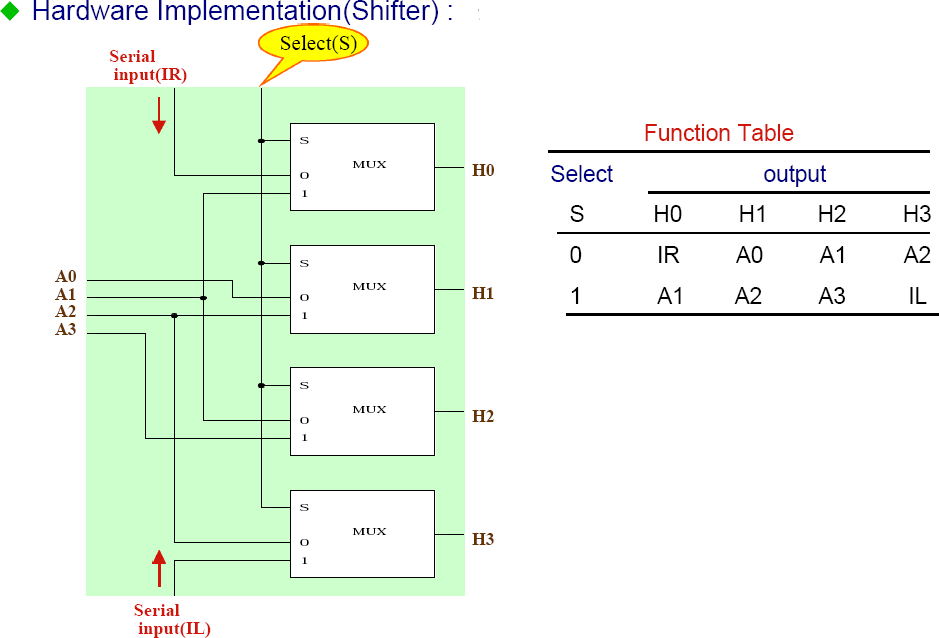 Hardware Implementation(Shifter) :
Select(S)
Serial
input(IR)
S
MUX
0
1
H0
S
MUX
0
1
H1
A0
A1
A2
A3
S
MUX
0
1
H2
S
MUX
0
1
H3
Serial
input(IL)
Function Table
Select output
S H0 H1 H2 H3
0 IR A0 A1 A2
1 A1 A2 A3 IL